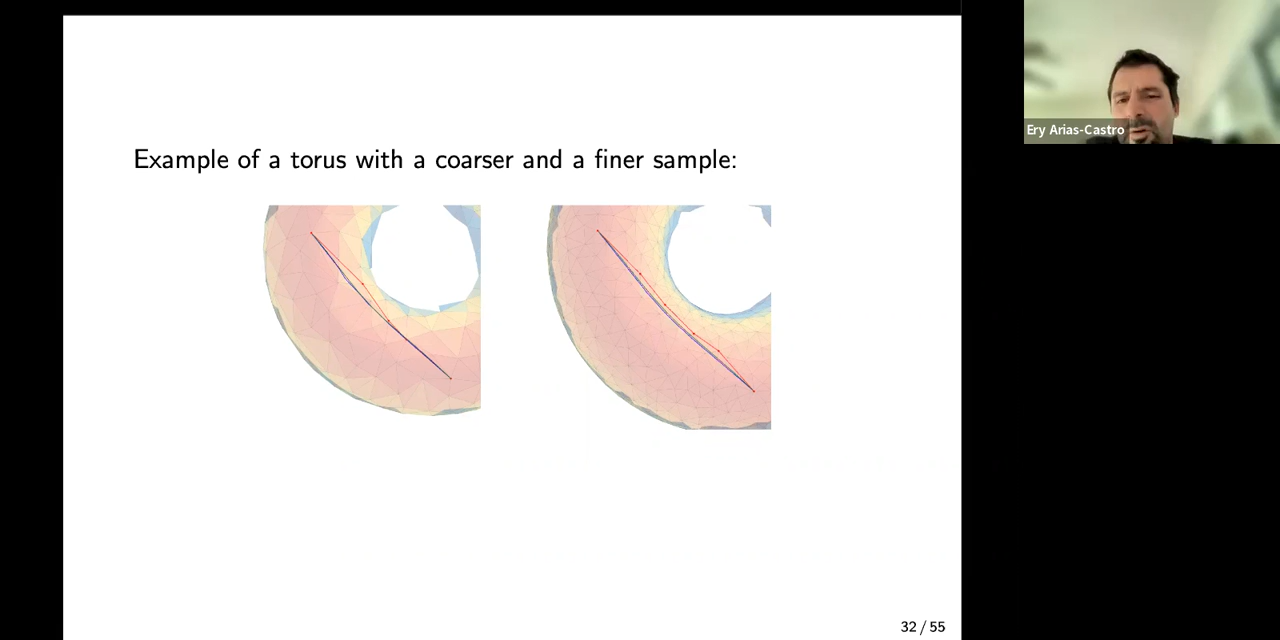 Example of a torus with a coarser and a finer sample:
Ery Arias-Castro
32 / 55